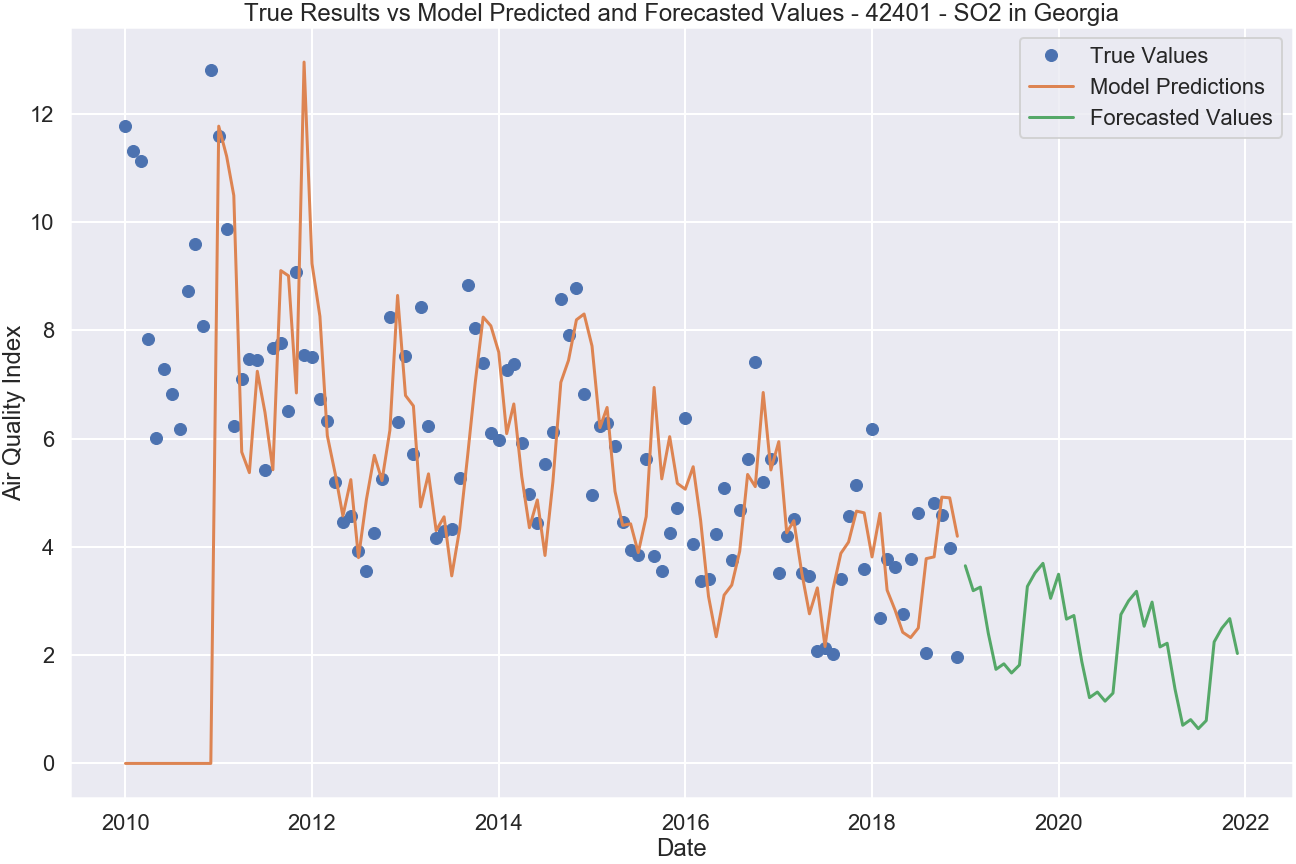 True Results vs Model Predicted and Forecasted Values - 42401 - SO2 in Georgia
True Values
Model Predictions
Forecasted Values
Air Quality Index
12
10
8
6
4
2
0
2010 2012 2014 2016 2018 2020 2022
Date